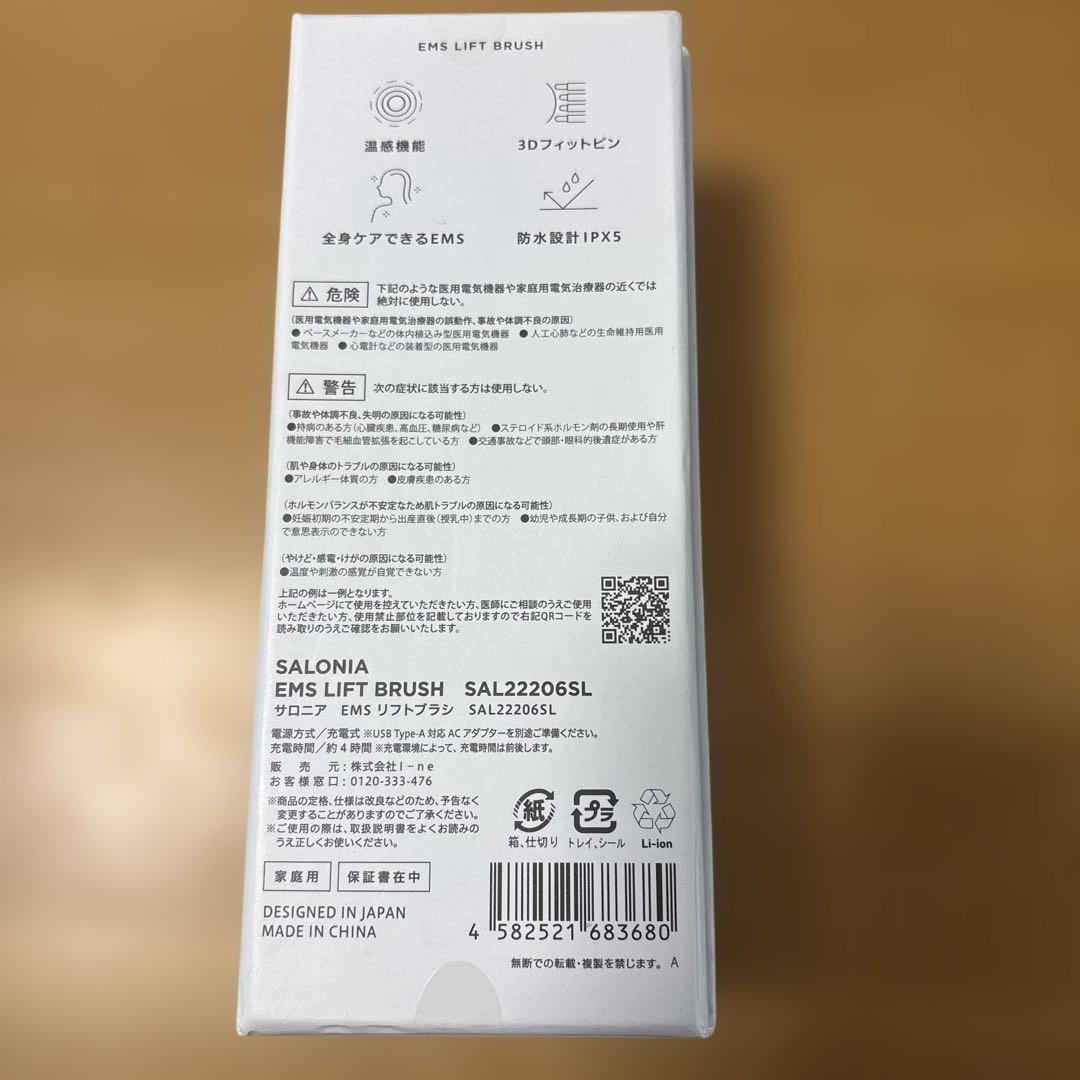 EMS LIFT BRUSH
温感機能
3Dフィットピン
全身ケアできるEMS
防水設計IPX5
⚠ 危険 下記のような医用電気機器や家庭用電気治療器の近くでは
絶対に使用しない。
(医用電気機器や家庭用電気治療器の誤動作、事故や体調不良の原因)
●ペースメーカーなどの体内植込み型医用電気機器 ●人工心肺などの生命維持用医用
電気機器 ●心電計などの装着型の医用電気機器
⚠ 警告 次の症状に該当する方は使用しない。
(事故や体調不良、失明の原因になる可能性)
●持病のある方(心臓疾患、高血圧、糖尿病など) ●ステロイド系ホルモン剤の長期使用や肝
機能障害で毛細血管拡張を起こしている方 ●交通事故などで頭部・眼科的後遺症がある方
(肌や身体のトラブルの原因になる可能性)
●アレルギー体質の方 ●皮膚疾患のある方
(ホルモンバランスが不安定なため肌トラブルの原因になる可能性)
●妊娠初期の不安定期から出産直後(授乳中)までの方 ●幼児や成長期の子供、および自分
で意思表示のできない方
(やけど・感電・けがの原因になる可能性)
●温度や刺激の感覚が自覚できない方
上記の例は一例となります。
ホームページにて使用を控えていただきたい方、医師にご相談のうえご使用
いただきたい方、使用禁止部位を記載しておりますので右記QRコードを
読み取りのうえご確認をお願いいたします。
SALONIA
EMS LIFT BRUSH SAL22206SL
サロニア EMS リフトブラシ SAL22206SL
電源方式/充電式 ※USB Type-A 対応 AC アダプターを別途ご準備ください。
充電時間/約4時間 ※充電環境によって、充電時間は前後します。
販売元:株式会社I-ne
お客様窓口:0120-333-476
※商品の定格、仕様は改良などのため、予告なく
変更することがありますのでご了承ください。
※ご使用の際は、取扱説明書をよくお読みの
うえ正しくお使いください。
紙
箱、仕切り
プラ
トレイ、シール
Li-ion
家庭用
保証書在中
DESIGNED IN JAPAN
MADE IN CHINA
4 582521 683680
無断での転載・複製を禁じます。 A